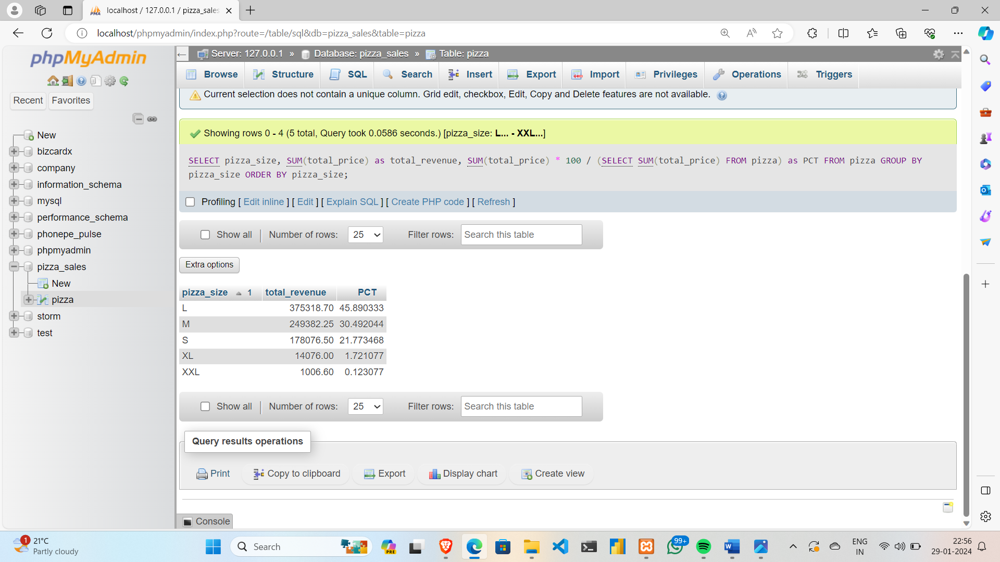 localhost / 127.0.0.1 / pizza_sales
localhost/phpmyadmin/index.php?route=/table/sql&db=pizza_sales&table=pizza
phpMyAdmin
Recent Favorites
New
bizcardx
company
information_schema
mysql
performance_schema
phonepe_pulse
phpmyadmin
pizza_sales
New
pizza
storm
test
Server: 127.0.0.1 » Database: pizza_sales » Table: pizza
Browse Structure SQL Search Insert Export Import Privileges Operations Triggers
Current selection does not contain a unique column. Grid edit, checkbox, Edit, Copy and Delete features are not available.
Showing rows 0 - 4 (5 total, Query took 0.0586 seconds.) [pizza_size: L... - XXL...]
SELECT pizza_size, SUM(total_price) as total_revenue, SUM(total_price) * 100 / (SELECT SUM(total_price) FROM pizza) as PCT FROM pizza GROUP BY
pizza_size ORDER BY pizza_size;
Profiling [ Edit inline ] [ Edit ] [ Explain SQL ] [ Create PHP code ] [ Refresh ]
Show all Number of rows: 25 Filter rows: Search this table
Extra options
pizza_size 1 total_revenue PCT
L 375318.70 45.890333
M 249382.25 30.492044
S 178076.50 21.773468
XL 14076.00 1.721077
XXL 1006.60 0.123077
Show all Number of rows: 25 Filter rows: Search this table
Query results operations
Print Copy to clipboard Export Display chart Create view
Console
1
21°C
Partly cloudy
Search
PRE
99+
ENG
IN
22:56
29-01-2024